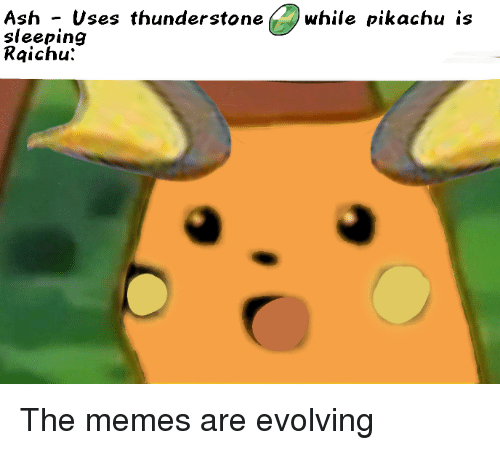 Ash - Uses thunderstone while pikachu is
sleeping
Raichu:
The memes are evolving